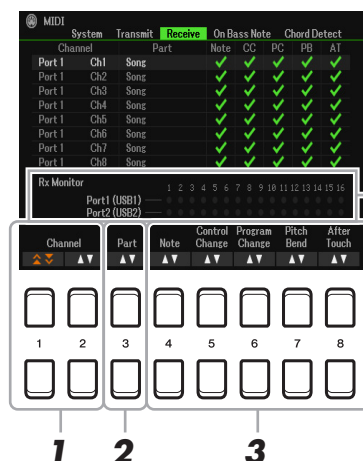 MIDI
System Transmit Receive On Bass Note Chord Detect
Channel Part Note CC PC PB AT
Port 1 Ch1 Song
Port 1 Ch2 Song
Port 1 Ch3 Song
Port 1 Ch4 Song
Port 1 Ch5 Song
Port 1 Ch6 Song
Port 1 Ch7 Song
Port 1 Ch8 Song
Rx Monitor
1 2 3 4 5 6 7 8 9 10 11 12 13 14 15 16
Port1 (USB1)
Port2 (USB2)
Channel Part Note Control Change Program Change Pitch Bend After Touch
1 2 3 4 5 6 7 8
1 2 3